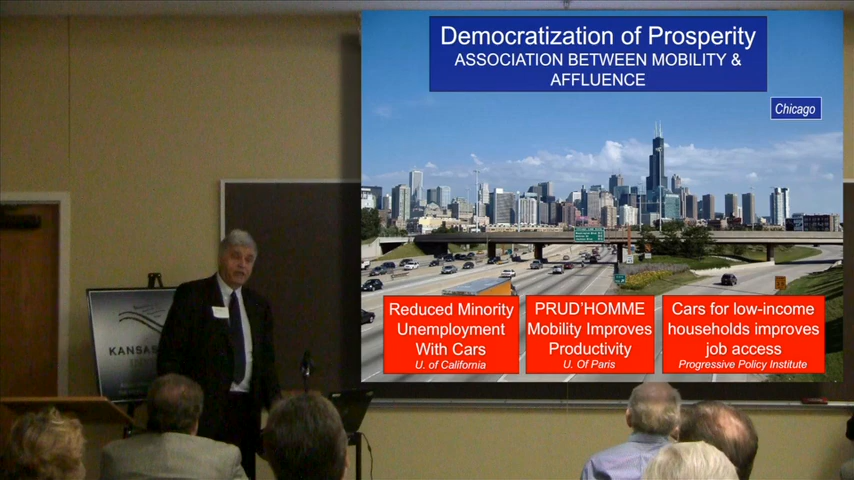 Democratization of Prosperity
ASSOCIATION BETWEEN MOBILITY &
AFFLUENCE
Chicago
Reduced Minority
Unemployment
With Cars
U. of California
PRUD'HOMME
Mobility Improves
Productivity
U. Of Paris
Cars for low-income
households improves
job access
Progressive Policy Institute